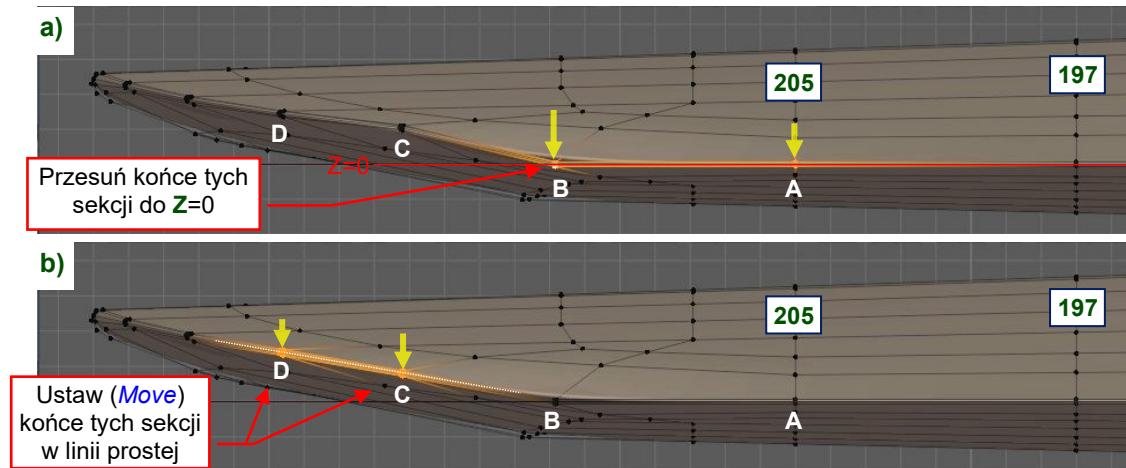 a)
205
197
D
C
Z=0
B
A
Przesuń końce tych
sekcji do Z=0
b)
205
197
D
C
B
A
Ustaw (Move)
końce tych sekcji
w linii prostej